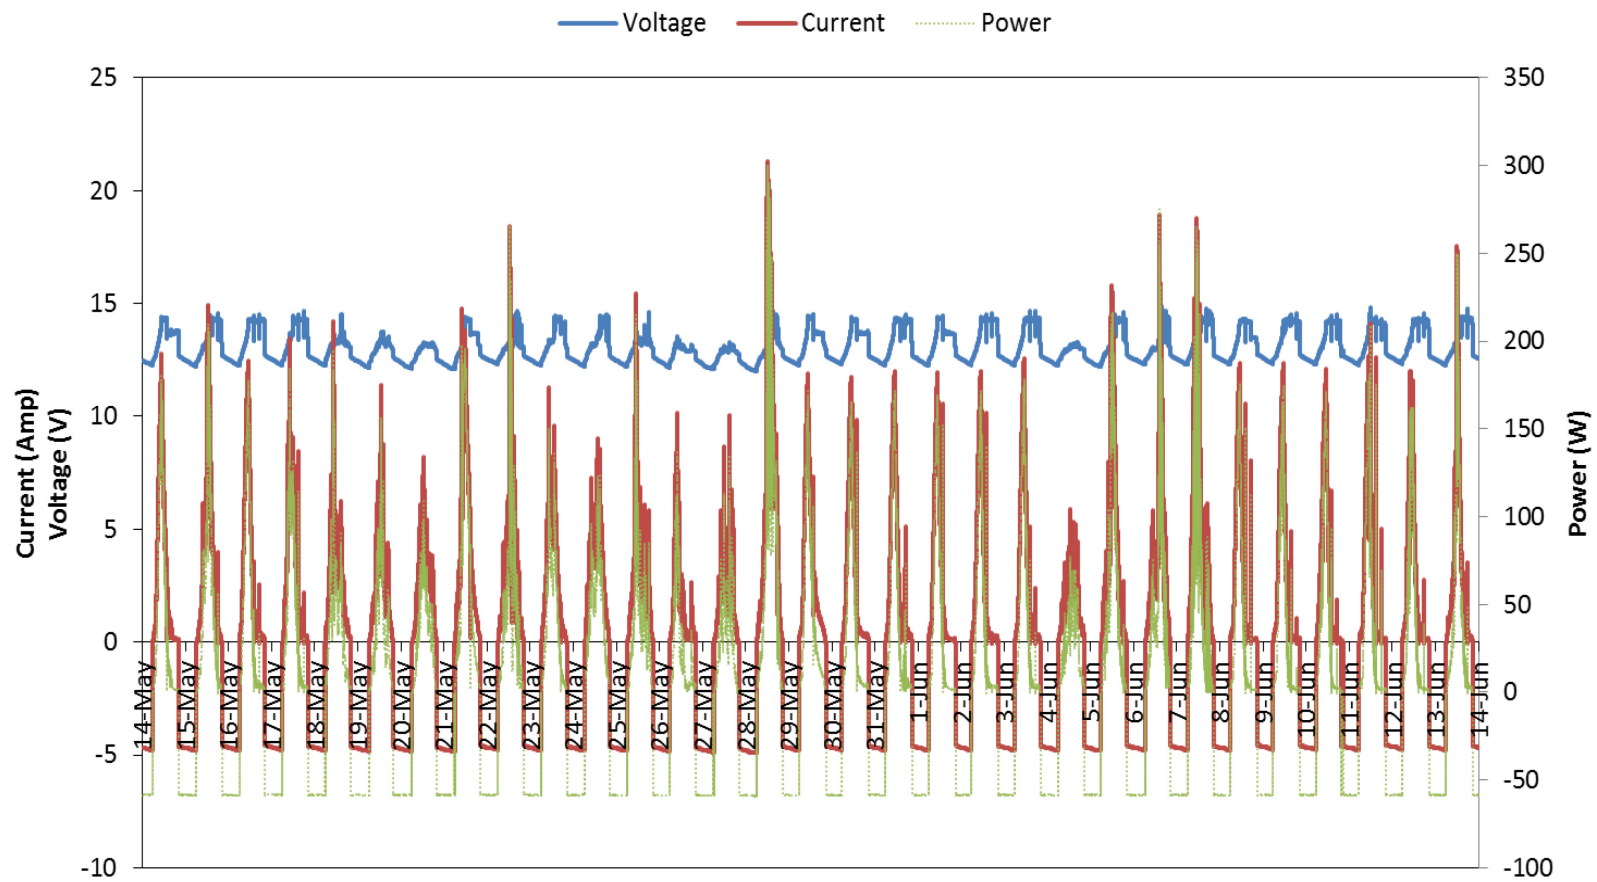 Voltage Current Power
25
20
15
10
5
0
-5
-10
Current (Amp)
Voltage (V)
350
300
250
200
150
100
50
0
-50
-100
Power (W)
14-May
15-May
16-May
17-May
18-May
19-May
20-May
21-May
22-May
23-May
24-May
25-May
26-May
27-May
28-May
29-May
30-May
31-May
1-Jun
2-Jun
3-Jun
4-Jun
5-Jun
6-Jun
7-Jun
8-Jun
9-Jun
10-Jun
11-Jun
12-Jun
13-Jun
14-Jun